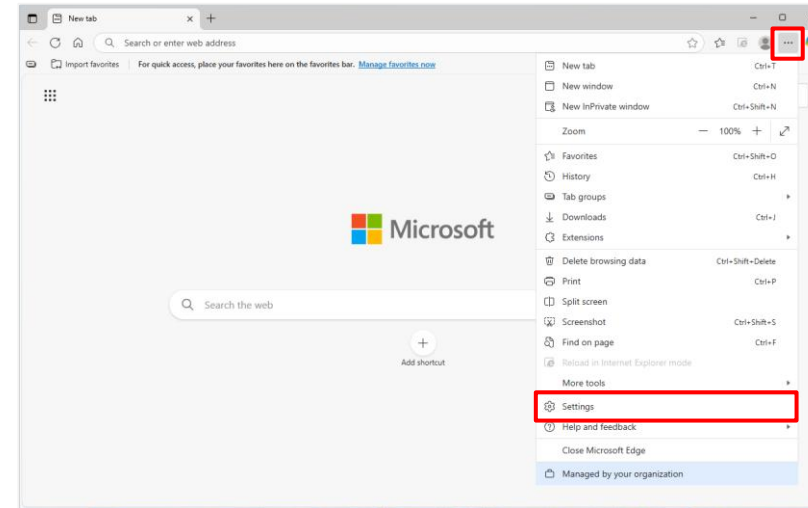 New tab
Search or enter web address
Import favorites For quick access, place your favorites here on the favorites bar. Manage favorites now
New tab Ctrl+T
New window Ctrl+N
New InPrivate window Ctrl+Shift+N
Zoom 100%
Favorites Ctrl+Shift+O
History Ctrl+H
Tab groups
Downloads Ctrl+J
Extensions
Delete browsing data Ctrl+Shift+Delete
Print Ctrl+P
Split screen
Screenshot Ctrl+Shift+S
Find on page Ctrl+F
Reload in Internet Explorer mode
More tools
Settings
Help and feedback
Close Microsoft Edge
Managed by your organization
Microsoft
Search the web
Add shortcut